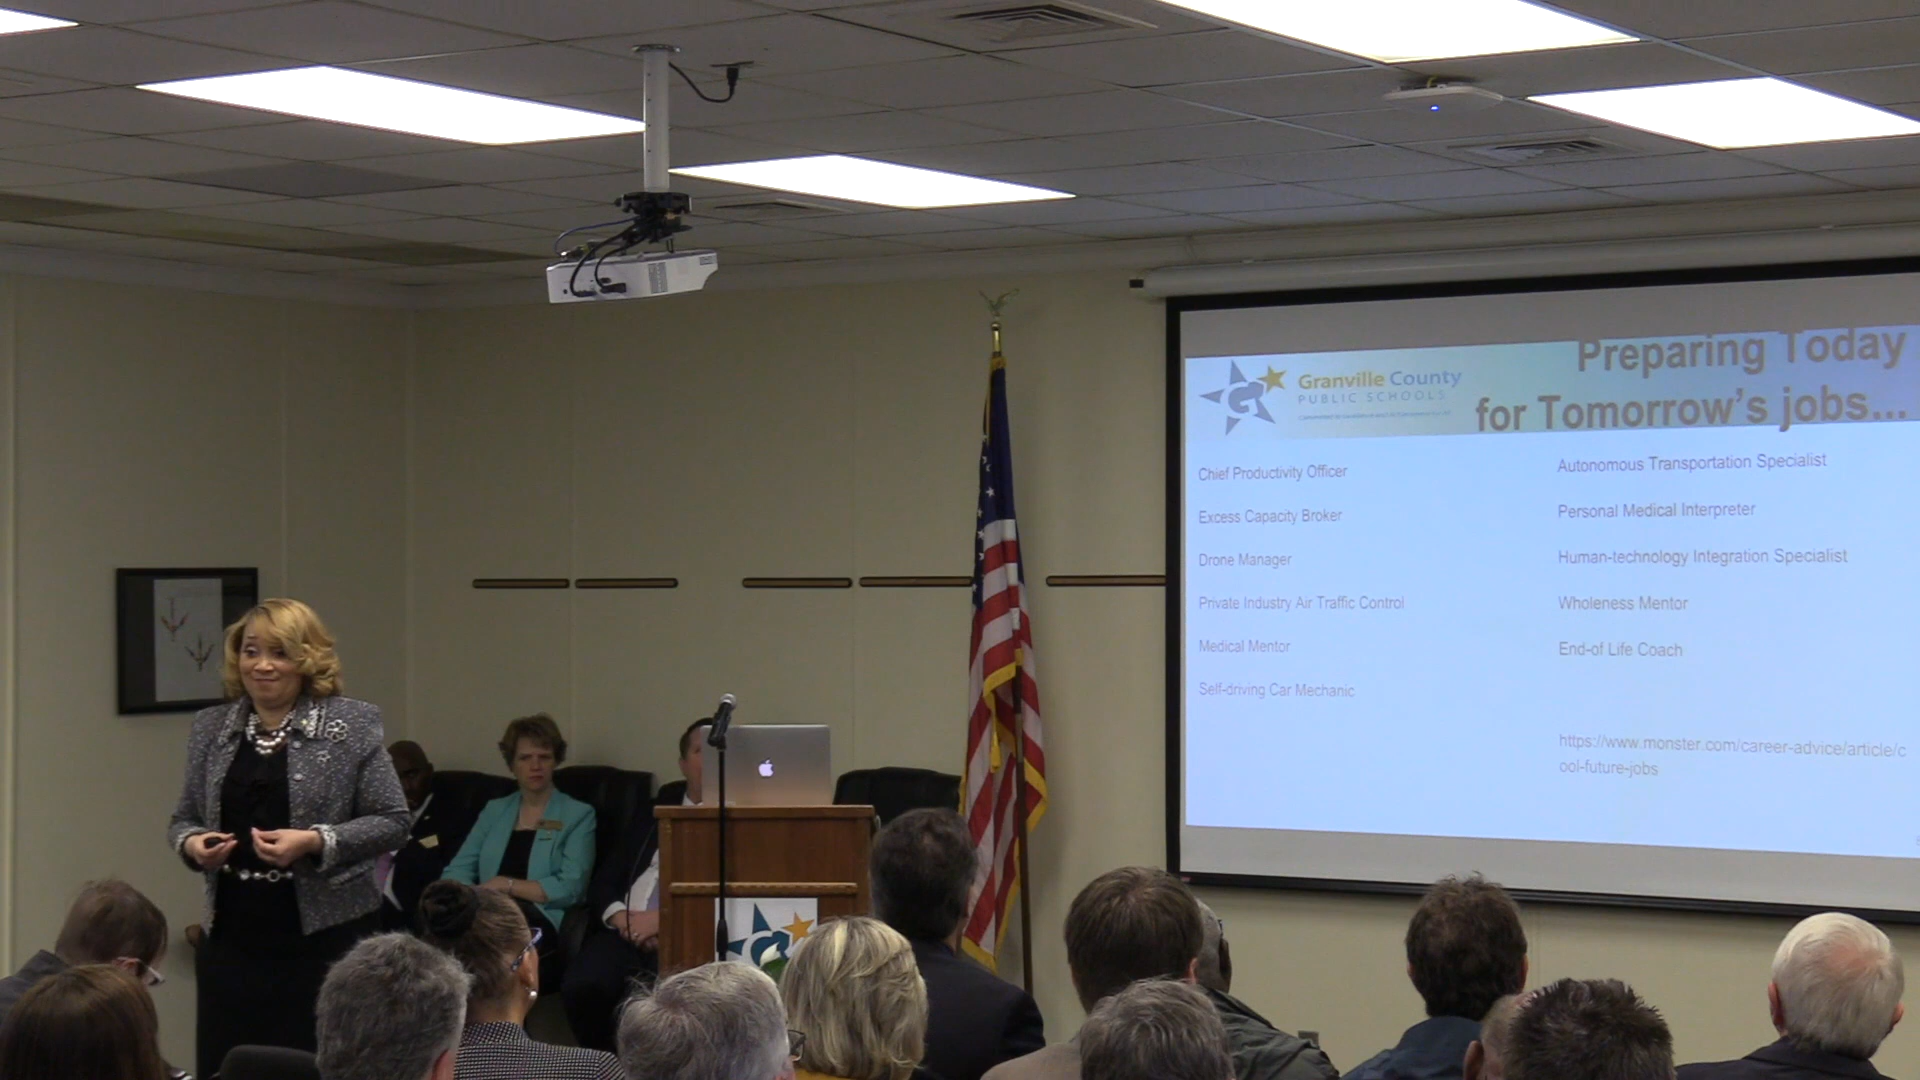 Granville County
PUBLIC SCHOOLS
Preparing Today
for Tomorrow's jobs...
Chief Productivity Officer
Excess Capacity Broker
Drone Manager
Private Industry Air Traffic Control
Medical Mentor
Self-driving Car Mechanic
Autonomous Transportation Specialist
Personal Medical Interpreter
Human-technology Integration Specialist
Wholeness Mentor
End-of Life Coach
https://www.monster.com/career-advice/article/c
ool-future-jobs